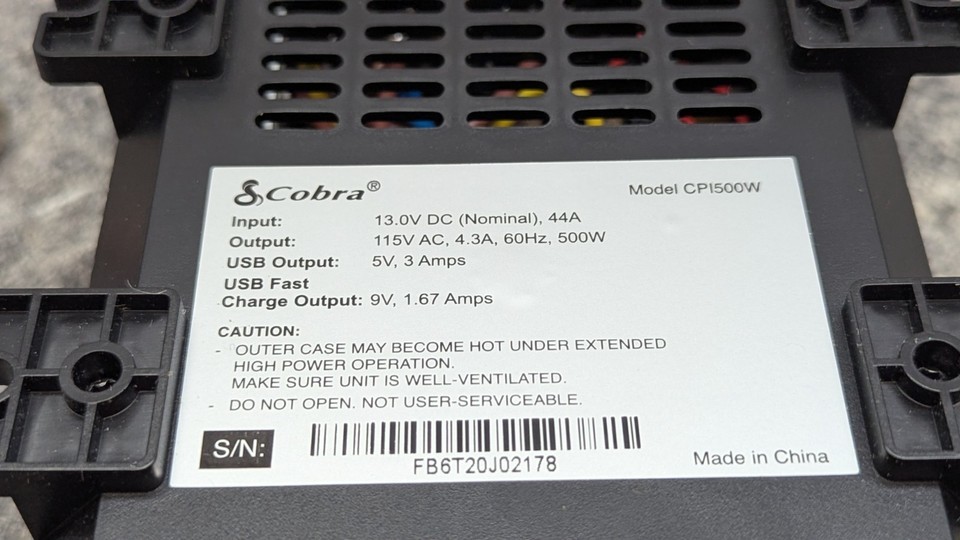 Cobra®
Model CPI500W
Input: 13.0V DC (Nominal), 44A
Output: 115V AC, 4.3A, 60Hz, 500W
USB Output: 5V, 3 Amps
USB Fast
Charge Output: 9V, 1.67 Amps
CAUTION:
- OUTER CASE MAY BECOME HOT UNDER EXTENDED
HIGH POWER OPERATION.
MAKE SURE UNIT IS WELL-VENTILATED.
- DO NOT OPEN. NOT USER-SERVICEABLE.
S/N:
FB6T20J02178
Made in China